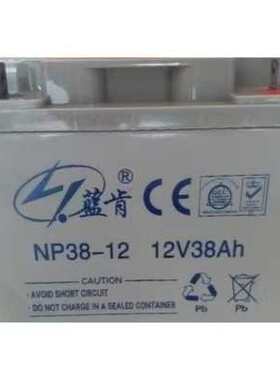 蓝肯®
CE
NP38-12 12V38Ah
CAUTION
· AVOID SHORT CIRCUIT
· DO NOT CHARGE IN A SEALED CONTAINER
Pb Pb